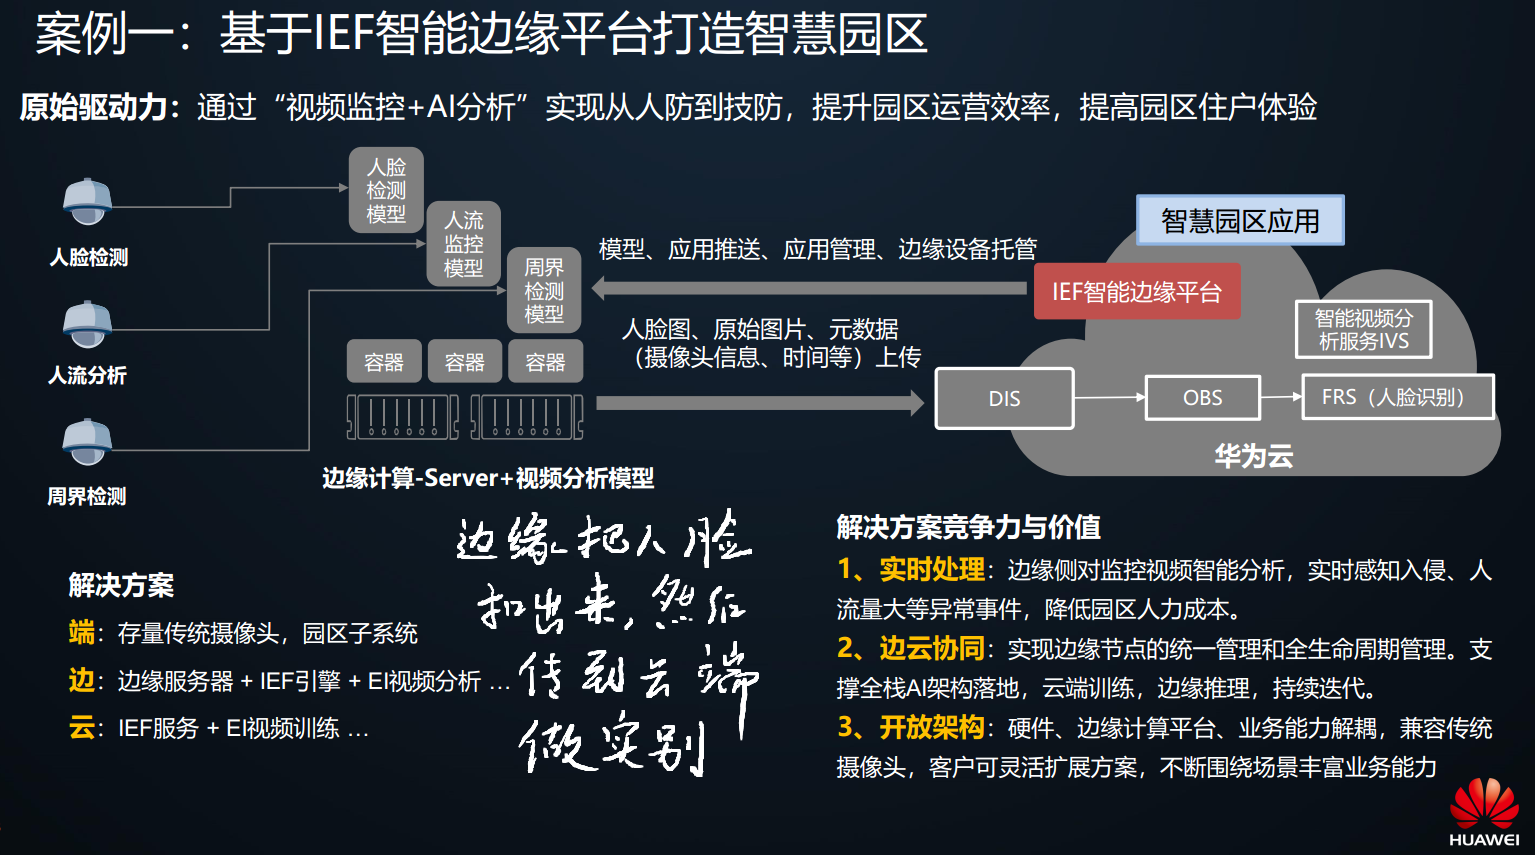 案例一：基于IEF智能边缘平台打造智慧园区
原始驱动力：通过“视频监控+AI分析”实现从人防到技防，提升园区运营效率，提高园区住户体验
人脸检测
人流分析
周界检测
人脸
检测
模型
人流
监控
模型
周界
检测
模型
容器
容器
容器
边缘计算-Server+视频分析模型
模型、应用推送、应用管理、边缘设备托管
人脸图、原始图片、元数据
（摄像头信息、时间等）上传
智慧园区应用
IEF智能边缘平台
智能视频分
析服务IVS
DIS
OBS
FRS（人脸识别）
华为云
边缘把人脸
扣出来，然后
传到云端
做实别
解决方案
端：存量传统摄像头，园区子系统
边：边缘服务器 + IEF引擎 + EI视频分析 ...
云：IEF服务 + EI视频训练 ...
解决方案竞争力与价值
1、实时处理：边缘侧对监控视频智能分析，实时感知入侵、人
流量大等异常事件，降低园区人力成本。
2、边云协同：实现边缘节点的统一管理和全生命周期管理。支
撑全栈AI架构落地，云端训练，边缘推理，持续迭代。
3、开放架构：硬件、边缘计算平台、业务能力解耦，兼容传统
摄像头，客户可灵活扩展方案，不断围绕场景丰富业务能力
HUAWEI